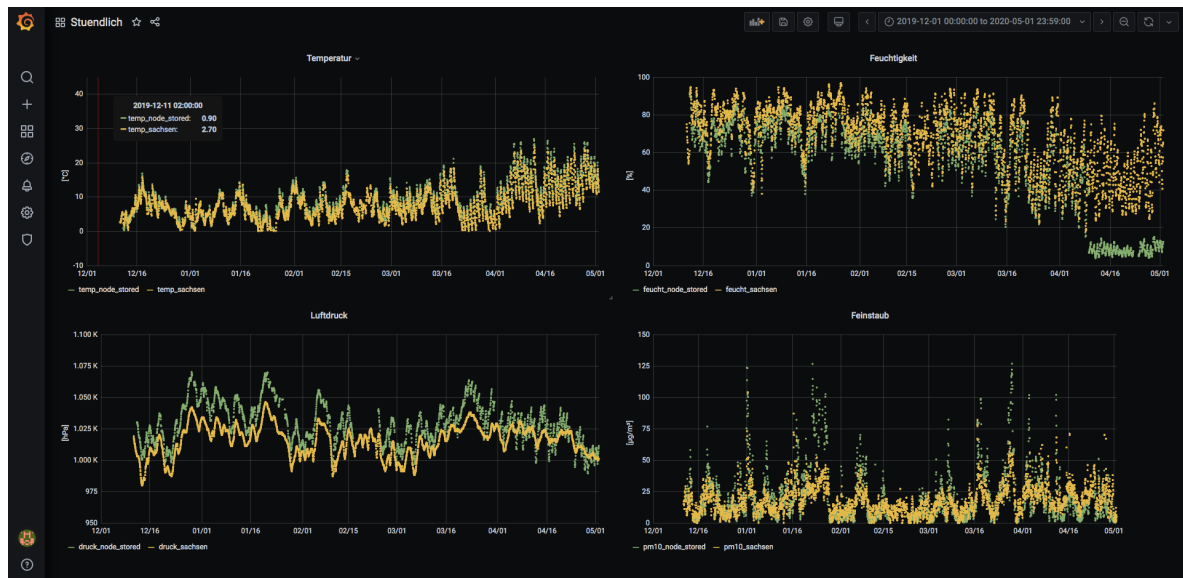 Stuendlich
2019-12-01 00:00:00 to 2020-05-01 23:59:00
Temperatur
40
30
20
10
0
-10
[°C]
2019-12-11 02:00:00
temp_node_stored: 0.90
temp_sachsen: 2.70
12/01 12/16 01/01 01/16 02/01 02/15 03/01 03/16 04/01 04/16 05/01
temp_node_stored temp_sachsen
Feuchtigkeit
100
80
60
40
20
0
[%]
12/01 12/16 01/01 01/16 02/01 02/15 03/01 03/16 04/01 04/16 05/01
feucht_node_stored feucht_sachsen
Luftdruck
1.100 K
1.075 K
1.050 K
1.025 K
1.000 K
975
950
[hPa]
12/01 12/16 01/01 01/16 02/01 02/15 03/01 03/16 04/01 04/16 05/01
druck_node_stored druck_sachsen
Feinstaub
150
125
100
75
50
25
0
[µg/m³]
12/01 12/16 01/01 01/16 02/01 02/15 03/01 03/16 04/01 04/16 05/01
pm10_node_stored pm10_sachsen